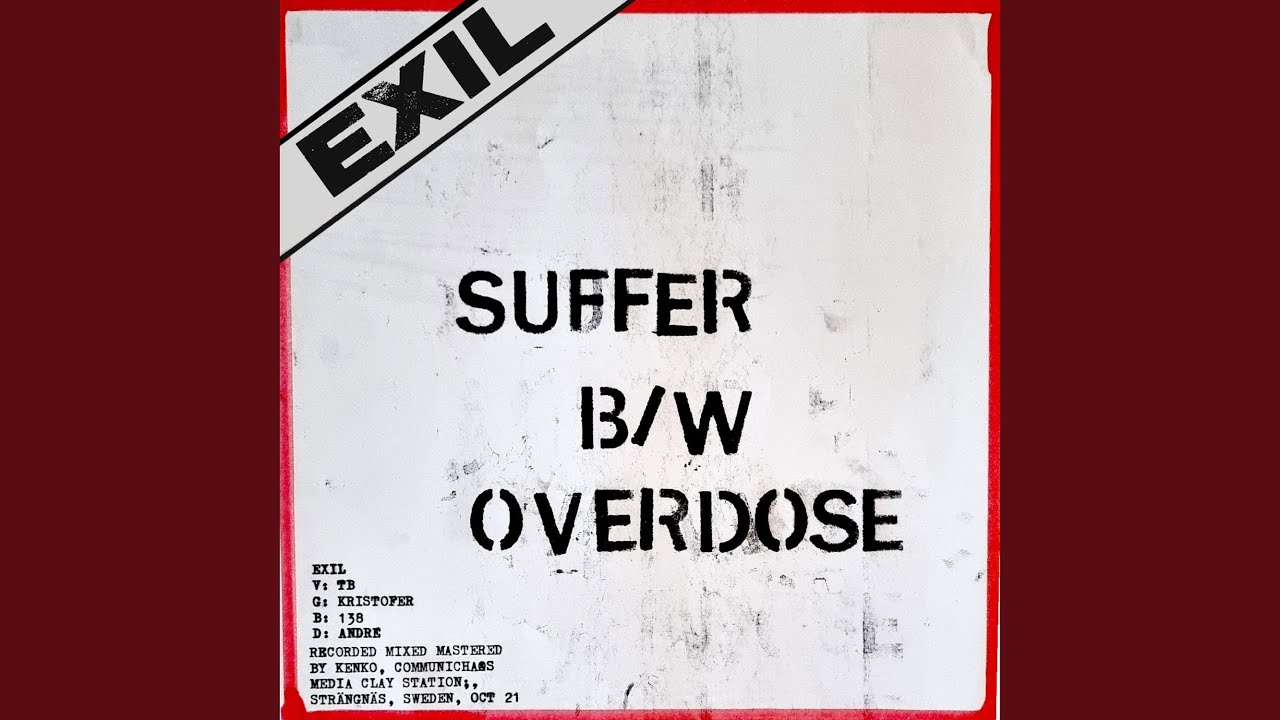 EXIL
SUFFER
B/W
OVERDOSE
EXIL
V: TB
G: KRISTOFER
B: 138
D: ANDRÉ
RECORDED MIXED MASTERED
BY KENKO, COMMUNICHAOS
MEDIA CLAY STATION;,
STRÄNGNÄS, SWEDEN, OCT 21